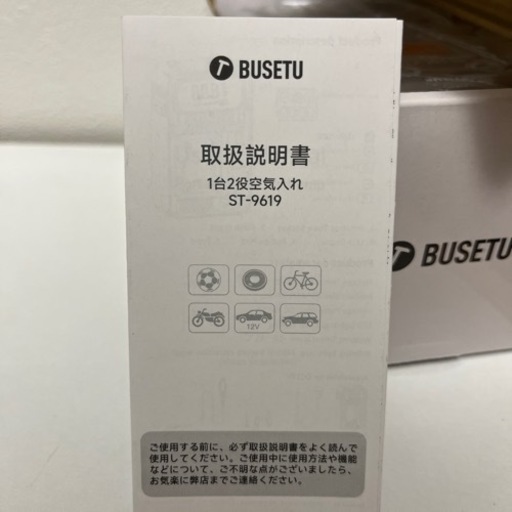 BUSETU
取扱説明書
1台2役空気入れ
ST-9619
12V
ご使用する前に、必ず取扱説明書をよく読んで
使用してください。ご使用中に使用方法や機能
などについて、ご不明な点がございましたら、
お気楽に弊店までご連絡ください。
BUSETU